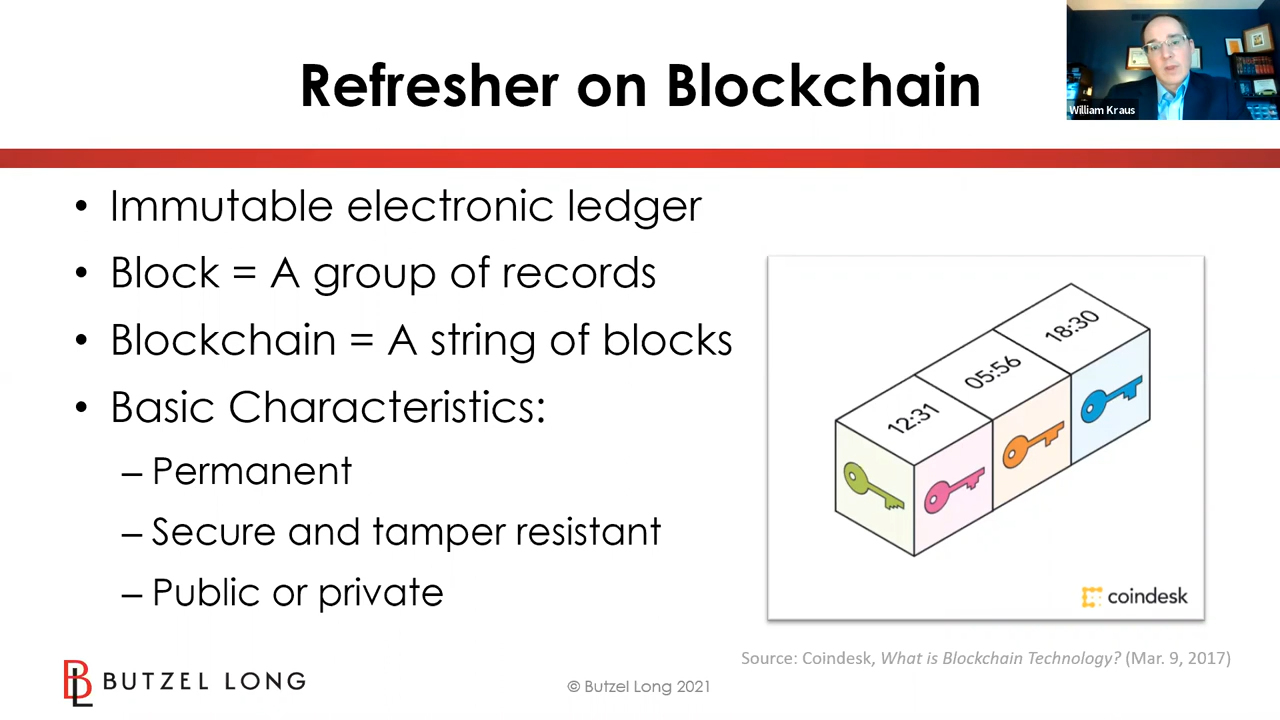 Refresher on Blockchain
William Kraus
• Immutable electronic ledger
• Block = A group of records
• Blockchain = A string of blocks
• Basic Characteristics:
– Permanent
– Secure and tamper resistant
– Public or private
12:31
05:56
18:30
coindesk
Source: Coindesk, What is Blockchain Technology? (Mar. 9, 2017)
BL BUTZEL LONG
© Butzel Long 2021